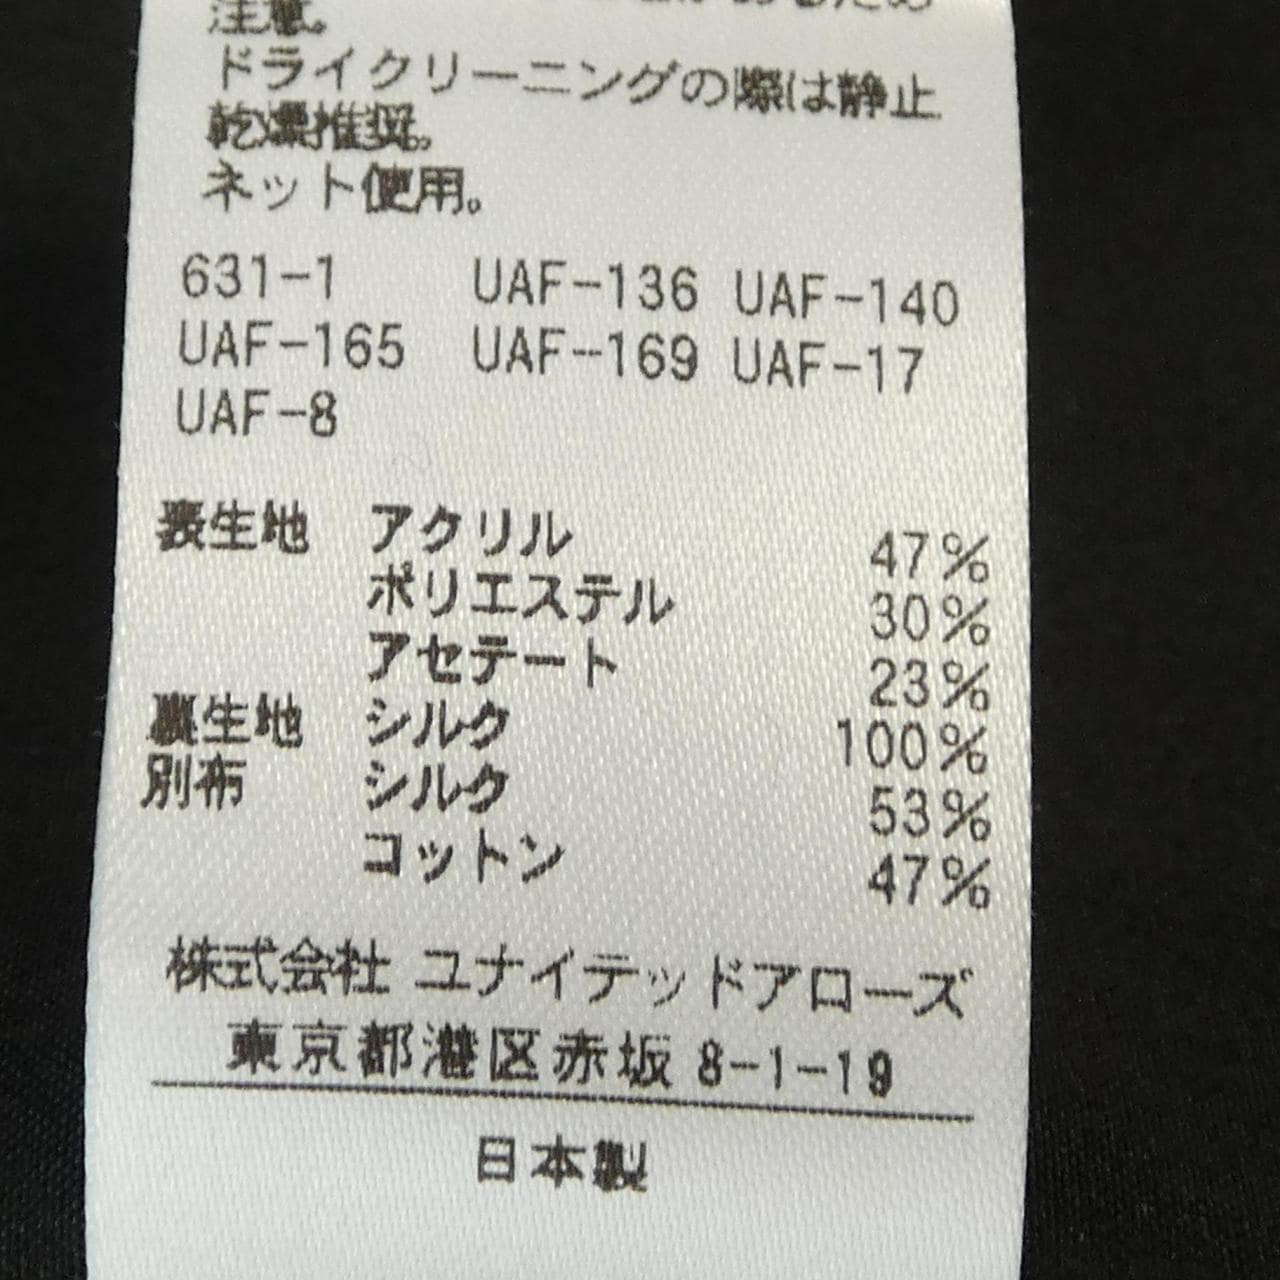 注意。
ドライクリーニングの際は静止
乾燥推奨。
ネット使用。
631-1 UAF-136 UAF-140
UAF-165 UAF-169 UAF-17
UAF-8
表生地 アクリル 47%
ポリエステル 30%
アセテート 23%
裏生地 シルク 100%
別布 シルク 53%
コットン 47%
株式会社 ユナイテッドアローズ
東京都港区赤坂 8-1-19
日本製